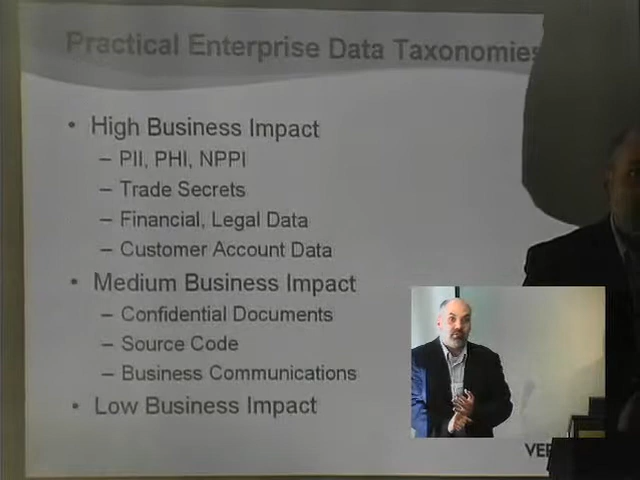 Practical Enterprise Data Taxonomies
• High Business Impact
– PII, PHI, NPPI
– Trade Secrets
– Financial, Legal Data
– Customer Account Data
• Medium Business Impact
– Confidential Documents
– Source Code
– Business Communications
• Low Business Impact